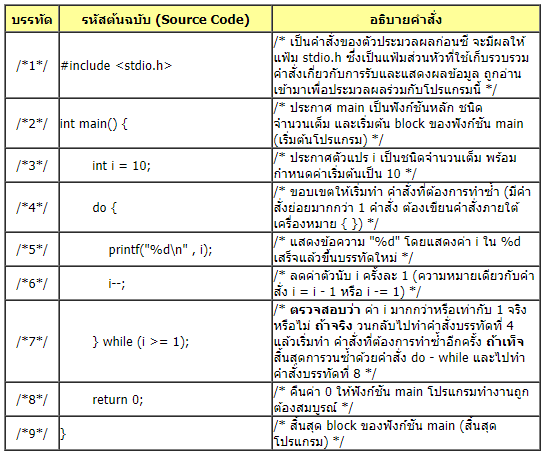 บรรทัด
รหัสต้นฉบับ (Source Code)
อธิบายคำสั่ง
/*1*/
#include <stdio.h>
/* เป็นคำสั่งของตัวประมวลผลก่อนซี จะมีผลให้
แฟ้ม stdio.h ซึ่งเป็นแฟ้มส่วนหัวที่ใช้เก็บรวบรวม
คำสั่งเกี่ยวกับการรับและแสดงผลข้อมูล ถูกอ่าน
เข้ามาเพื่อประมวลผลร่วมกับโปรแกรมนี้ */
/*2*/
int main() {
/* ประกาศ main เป็นฟังก์ชันหลัก ชนิด
จำนวนเต็ม และเริ่มต้น block ของฟังก์ชัน main
(เริ่มต้นโปรแกรม) */
/*3*/
int i = 10;
/* ประกาศตัวแปร i เป็นชนิดจำนวนเต็ม พร้อม
กำหนดค่าเริ่มต้นเป็น 10 */
/*4*/
do {
/* ขอบเขตให้เริ่มทำ คำสั่งที่ต้องการทำซ้ำ (มีคำ
สั่งย่อยมากกว่า 1 คำสั่ง ต้องเขียนคำสั่งภายใต้
เครื่องหมาย { }) */
/*5*/
printf("%d\n" , i);
/* แสดงข้อความ "%d" โดยแสดงค่า i ใน %d
เสร็จแล้วขึ้นบรรทัดใหม่ */
/*6*/
i--;
/* ลดค่าตัวนับ i ครั้งละ 1 (ความหมายเดียวกับคำ
สั่ง i = i - 1 หรือ i -= 1) */
/*7*/
} while (i >= 1);
/* ตรวจสอบว่า ค่า i มากกว่าหรือเท่ากับ 1 จริง
หรือไม่ ถ้าจริง วนกลับไปทำคำสั่งบรรทัดที่ 4
แล้วเริ่มทำ คำสั่งที่ต้องการทำซ้ำอีกครั้ง ถ้าเท็จ
สิ้นสุดการวนซ้ำด้วยคำสั่ง do - while และไปทำ
คำสั่งบรรทัดที่ 8 */
/*8*/
return 0;
/* คืนค่า 0 ให้ฟังก์ชัน main โปรแกรมทำงานถูก
ต้องสมบูรณ์ */
/*9*/
}
/* สิ้นสุด block ของฟังก์ชัน main (สิ้นสุด
โปรแกรม) */